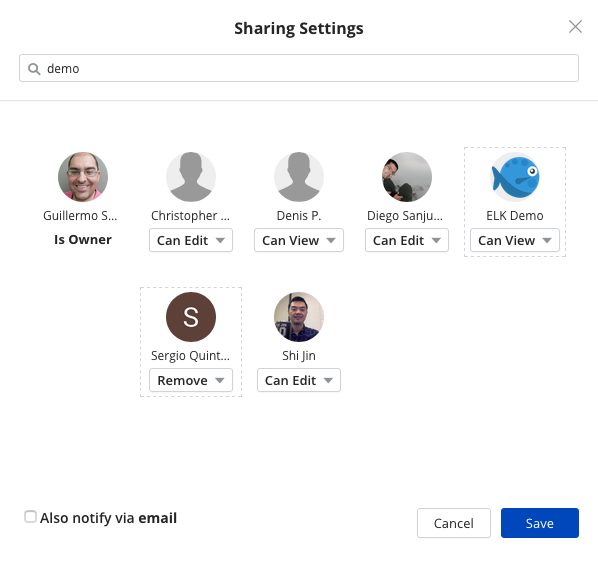 Sharing Settings
demo
Guillermo S...
Christopher ...
Denis P.
Diego Sanju...
ELK Demo
Is Owner
Can Edit
Can View
Can Edit
Can View
S
Sergio Quint...
Shi Jin
Remove
Can Edit
Also notify via email
Cancel
Save